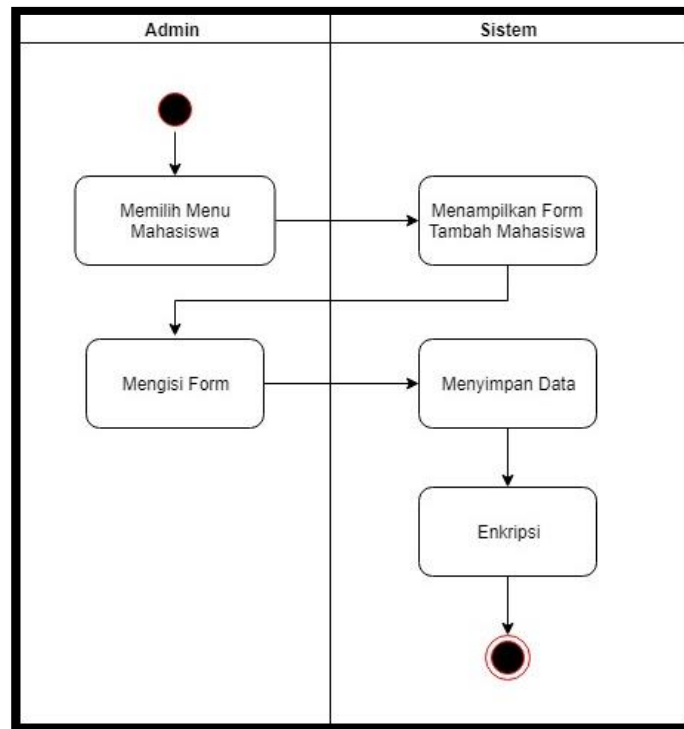 Admin
Sistem
Memilih Menu
Mahasiswa
Menampilkan Form
Tambah Mahasiswa
Mengisi Form
Menyimpan Data
Enkripsi